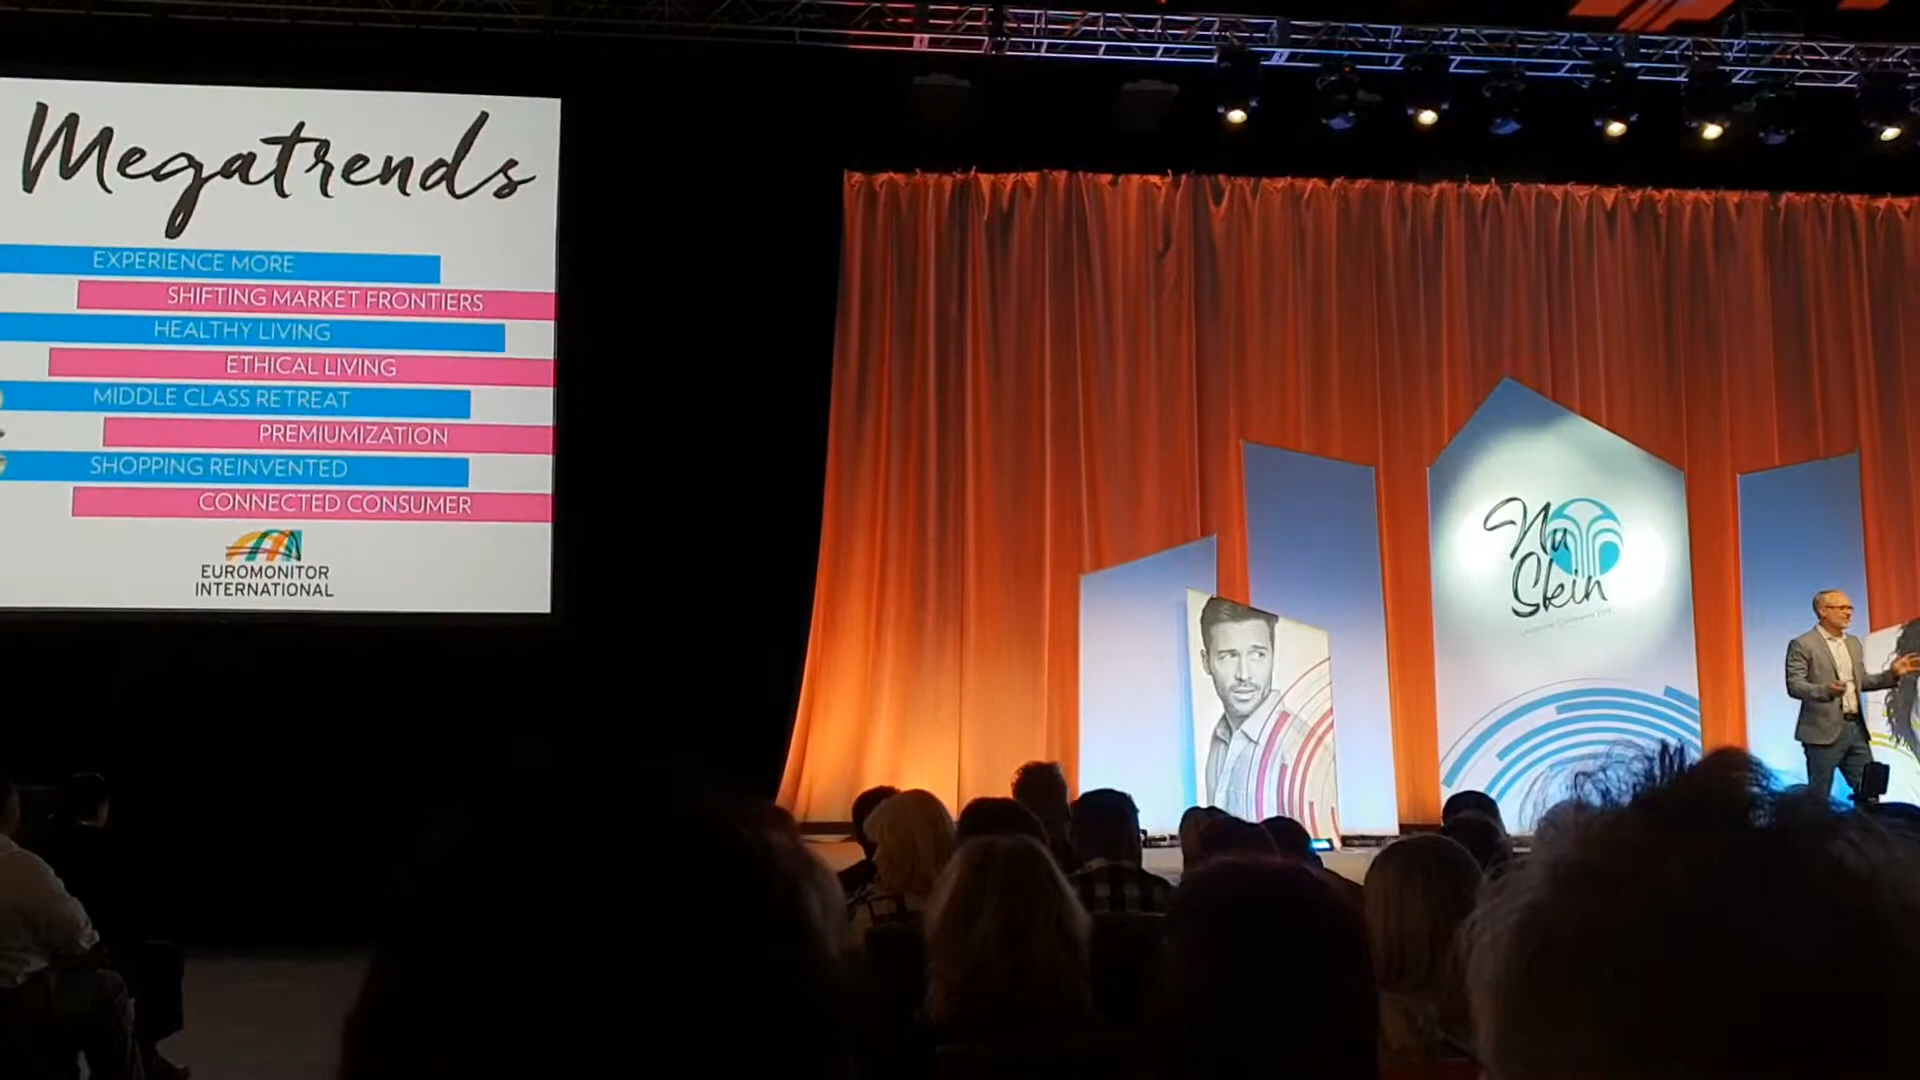 Megatrends
EXPERIENCE MORE
SHIFTING MARKET FRONTIERS
HEALTHY LIVING
ETHICAL LIVING
MIDDLE CLASS RETREAT
PREMIUMIZATION
SHOPPING REINVENTED
CONNECTED CONSUMER
EUROMONITOR
INTERNATIONAL
Nu
Skin